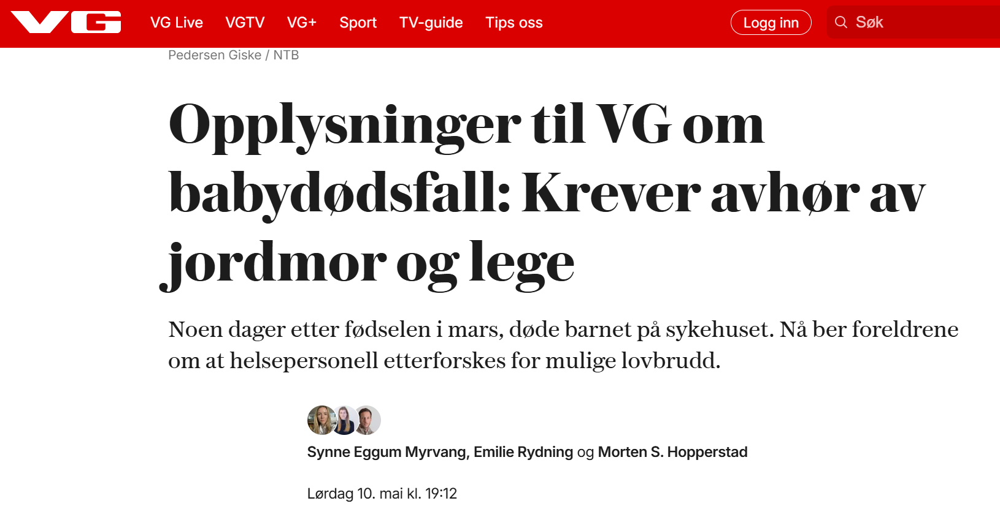 VG VG Live VGTV VG+ Sport TV-guide Tips oss Logg inn Søk
Pedersen Giske / NTB
Opplysninger til VG om
babydødsfall: Krever avhør av
jordmor og lege
Noen dager etter fødselen i mars, døde barnet på sykehuset. Nå ber foreldrene
om at helsepersonell etterforskes for mulige lovbrudd.
Synne Eggum Myrvang, Emilie Rydning og Morten S. Hopperstad
Lørdag 10. mai kl. 19:12